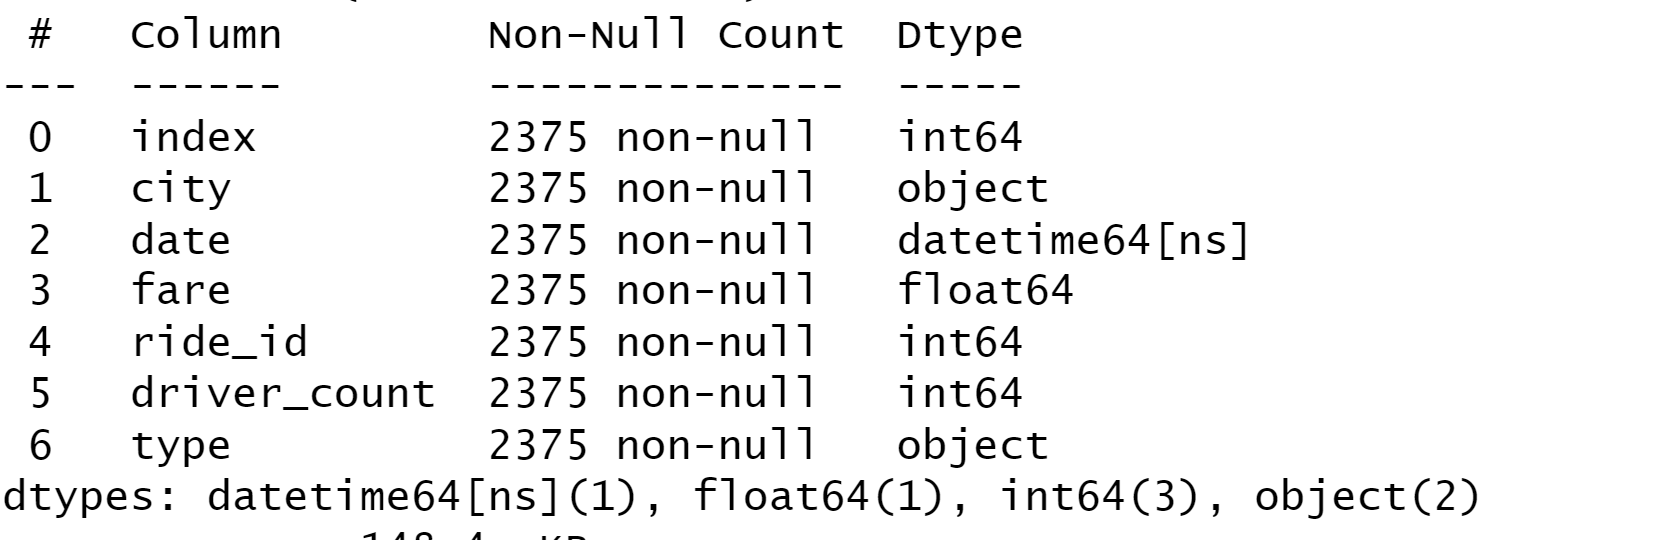 #   Column        Non-Null Count  Dtype
---  ------        --------------  -----
0   index         2375 non-null   int64
1   city          2375 non-null   object
2   date          2375 non-null   datetime64[ns]
3   fare          2375 non-null   float64
4   ride_id       2375 non-null   int64
5   driver_count  2375 non-null   int64
6   type          2375 non-null   object
dtypes: datetime64[ns](1), float64(1), int64(3), object(2)